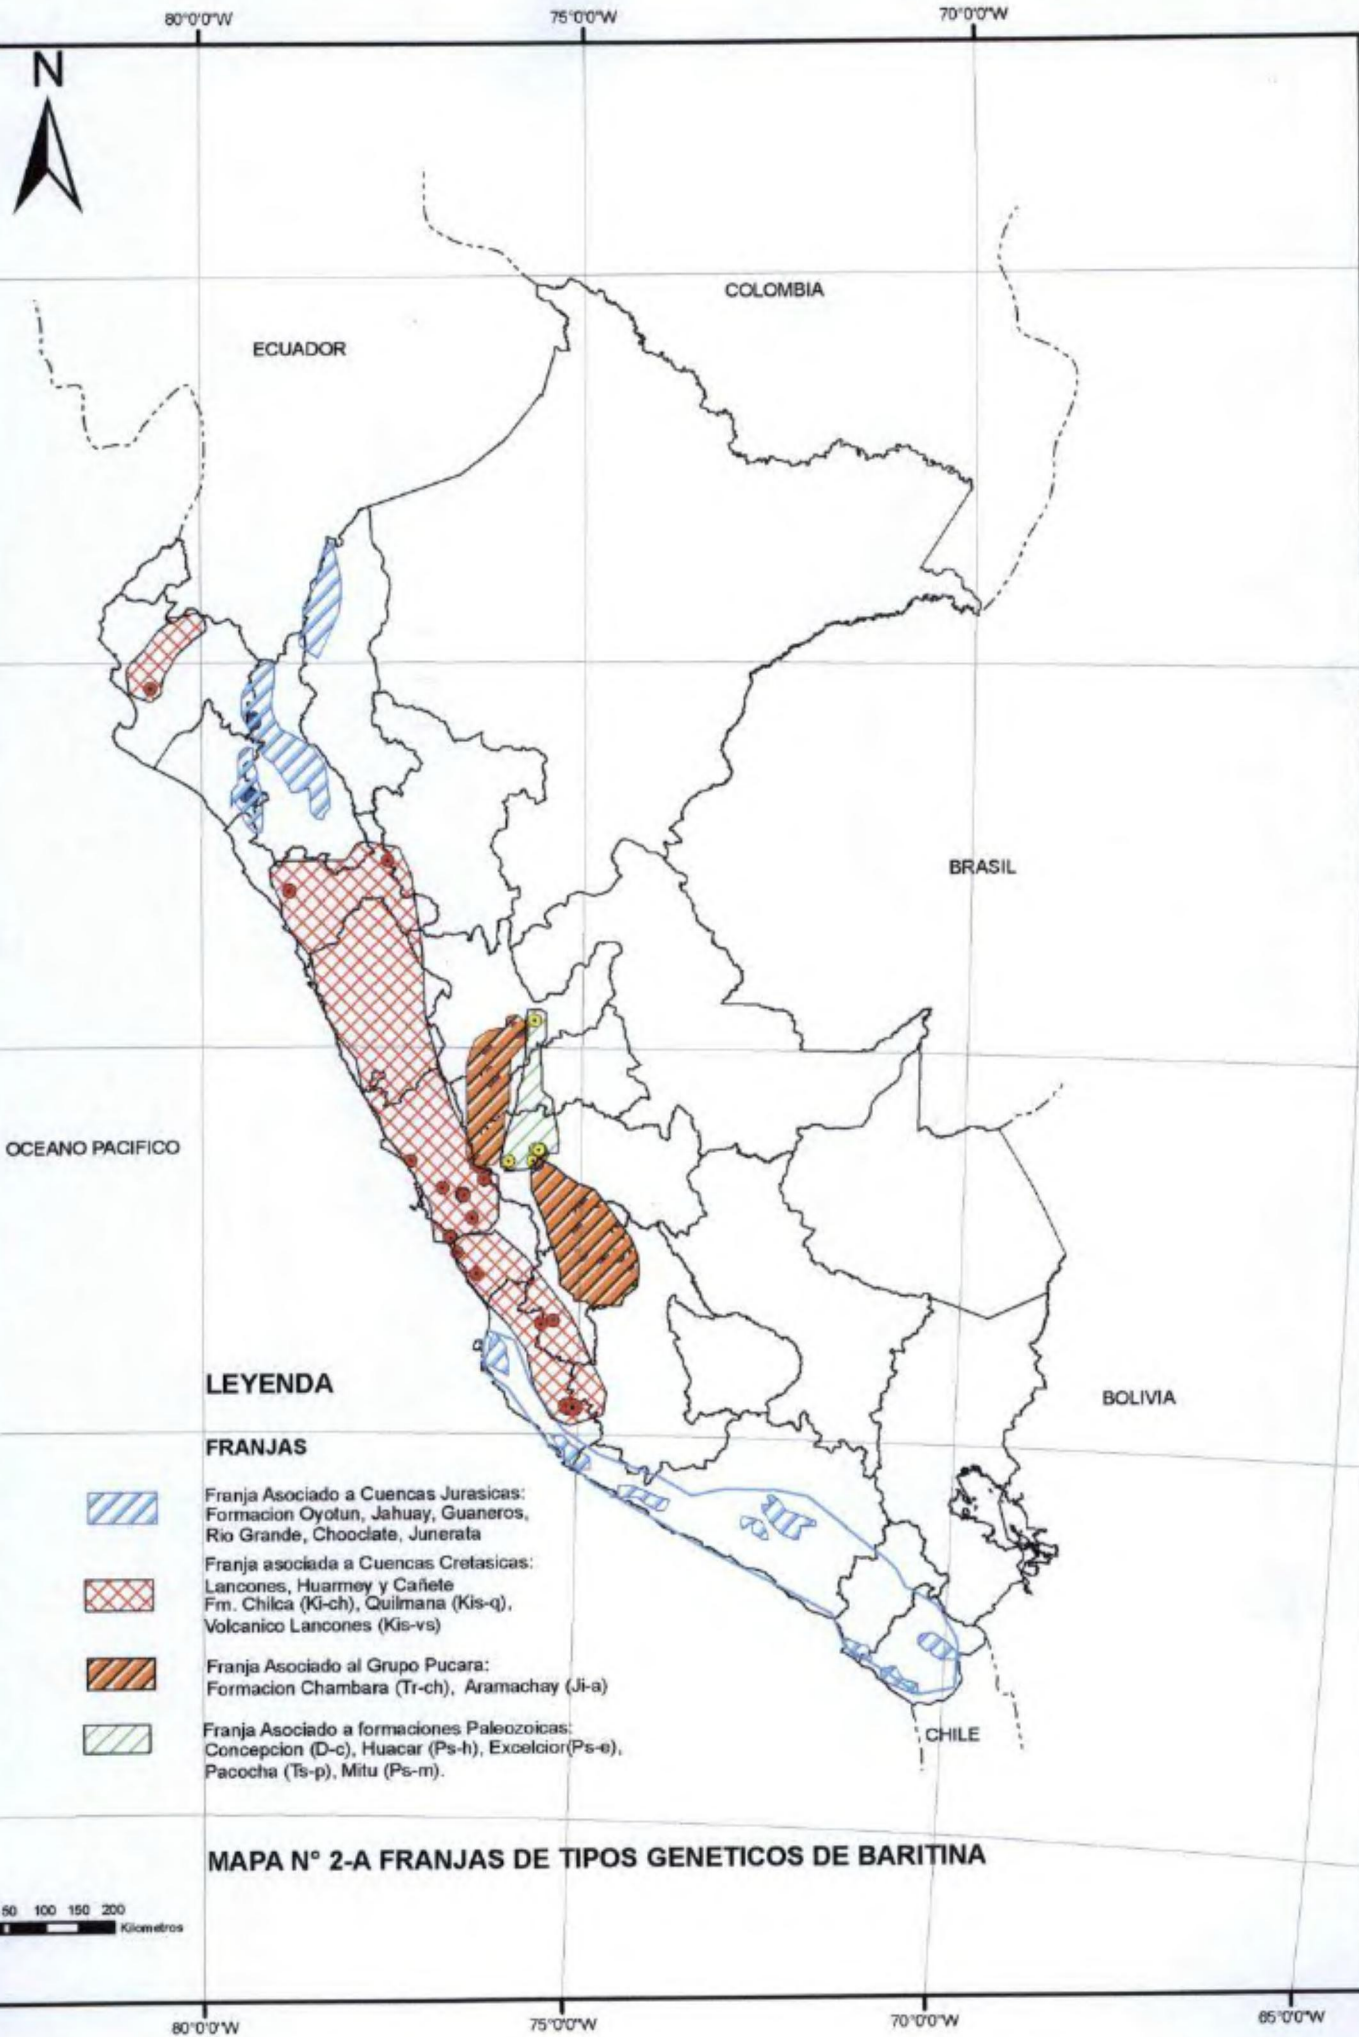 80°0'0"W
75°0'0"W
70°0'0"W
N
COLOMBIA
ECUADOR
BRASIL
OCEANO PACIFICO
BOLIVIA
CHILE
LEYENDA
FRANJAS
Franja Asociado a Cuencas Jurasicas:
Formacion Oyotun, Jahuay, Guaneros,
Rio Grande, Chooclate, Junerata
Franja asociada a Cuencas Cretasicas:
Lancones, Huarmey y Cañete
Fm. Chilca (Ki-ch), Quilmana (Kis-q),
Volcanico Lancones (Kis-vs)
Franja Asociado al Grupo Pucara:
Formacion Chambara (Tr-ch), Aramachay (Ji-a)
Franja Asociado a formaciones Paleozoicas:
Concepcion (D-c), Huacar (Ps-h), Excelcior(Ps-e),
Pacocha (Ts-p), Mitu (Ps-m).
MAPA N° 2-A FRANJAS DE TIPOS GENETICOS DE BARITINA
50 100 150 200
Kilometros
80°0'0"W
75°0'0"W
70°0'0"W
65°0'0"W